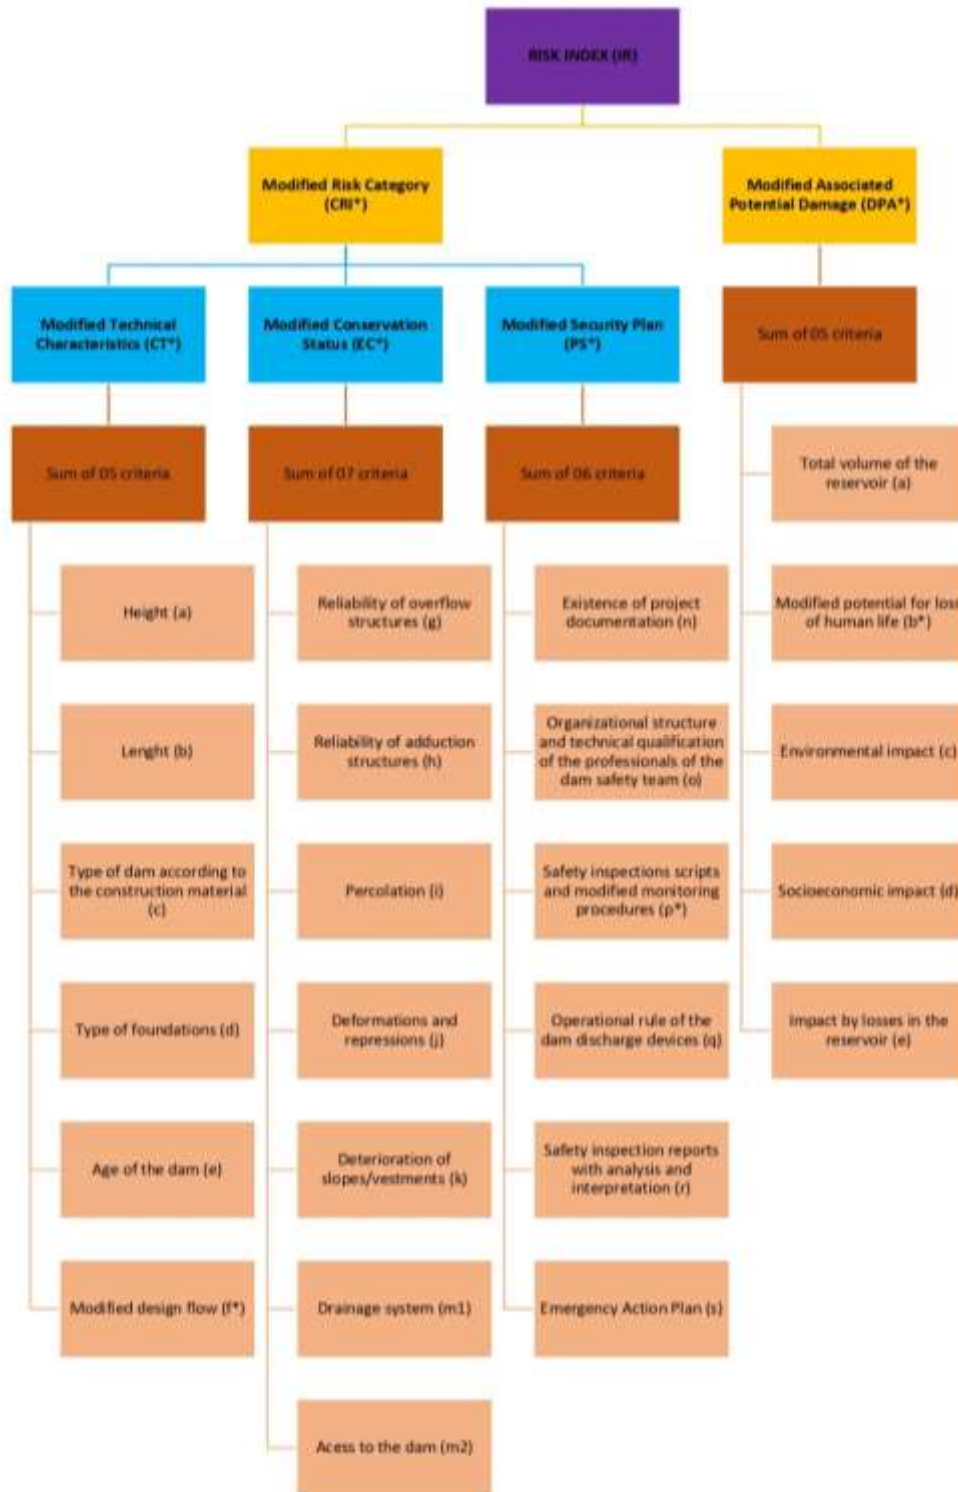 RISK INDEX (IR)
Modified Risk Category
(CRI*)
Modified Associated
Potential Damage (DPA*)
Modified Technical
Characteristics (CT*)
Modified Conservation
Status (EC*)
Modified Security Plan
(PS*)
Sum of 05 criteria
Sum of 05 criteria
Sum of 07 criteria
Sum of 06 criteria
Total volume of the
reservoir (a)
Height (a)
Reliability of overflow
structures (g)
Existence of project
documentation (n)
Modified potential for loss
of human life (b*)
Lenght (b)
Reliability of adduction
structures (h)
Organizational structure
and technical qualification
of the professionals of the
dam safety team (o)
Environmental impact (c)
Type of dam according to
the construction material
(c)
Percolation (i)
Safety inspections scripts
and modified monitoring
procedures (p*)
Socioeconomic impact (d)
Type of foundations (d)
Deformations and
repressions (j)
Operational rule of the
dam discharge devices (q)
Impact by losses in the
reservoir (e)
Age of the dam (e)
Deterioration of
slopes/vestments (k)
Safety inspection reports
with analysis and
interpretation (r)
Modified design flow (f*)
Drainage system (m1)
Emergency Action Plan (s)
Acess to the dam (m2)